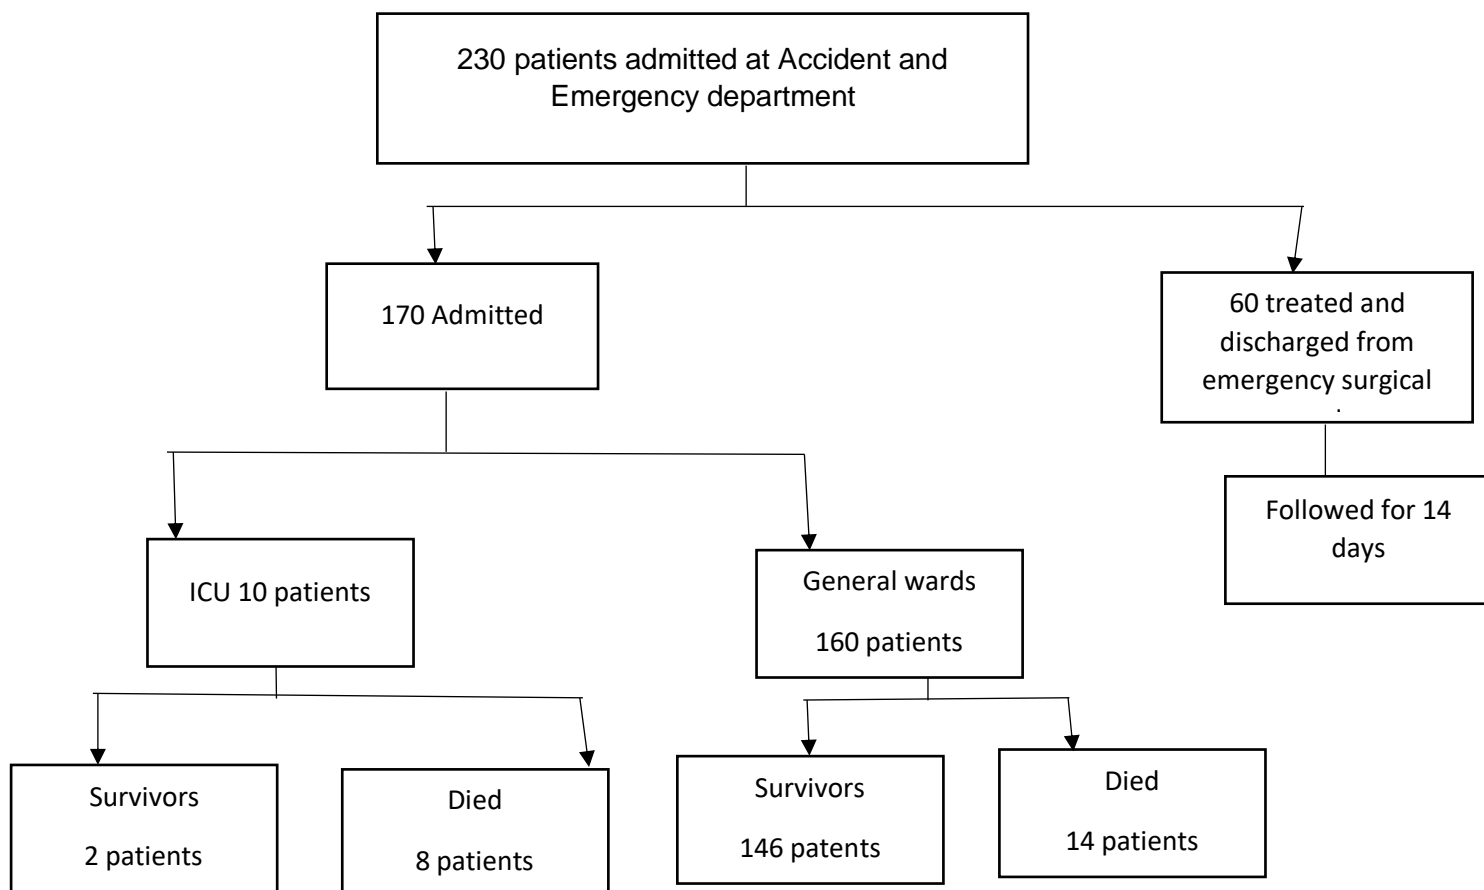 230 patients admitted at Accident and
Emergency department
170 Admitted
60 treated and
discharged from
emergency surgical
.
Followed for 14
days
ICU 10 patients
General wards
160 patients
Survivors
2 patients
Died
8 patients
Survivors
146 patents
Died
14 patients